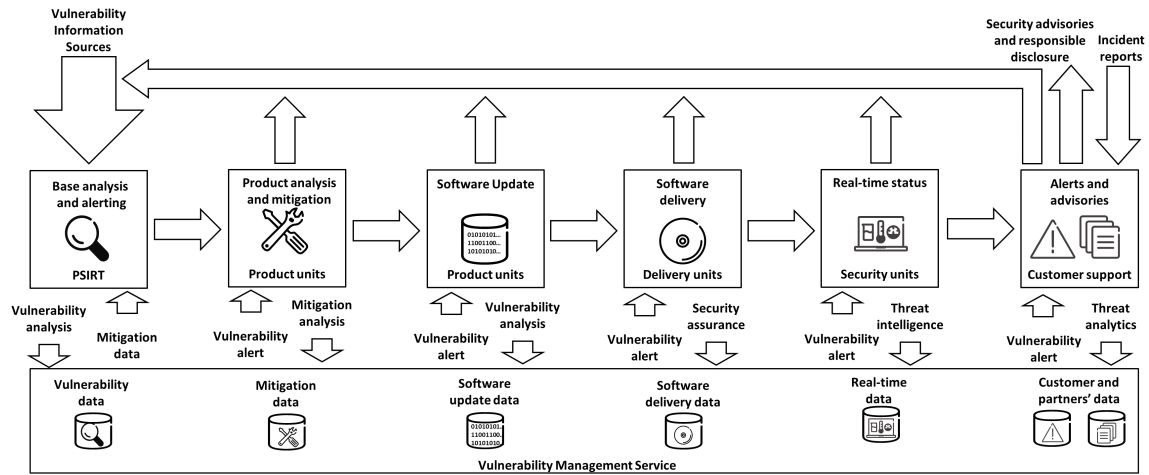 Vulnerability
Information
Sources
Security advisories
and responsible
disclosure
Incident
reports
Base analysis
and alerting
PSIRT
Product analysis
and mitigation
Product units
Software Update
01010101...
11001100...
10101010...
Product units
Software
delivery
Delivery units
Real-time status
Security units
Alerts and
advisories
Customer support
Vulnerability
analysis
Mitigation
data
Vulnerability
alert
Mitigation
analysis
Vulnerability
alert
Vulnerability
analysis
Vulnerability
alert
Security
assurance
Vulnerability
alert
Threat
intelligence
Vulnerability
alert
Threat
analytics
Vulnerability
data
Mitigation
data
Software
update data
01010101..
11001100..
10101010..
Software
delivery data
Real-time
data
Customer and
partners' data
Vulnerability Management Service